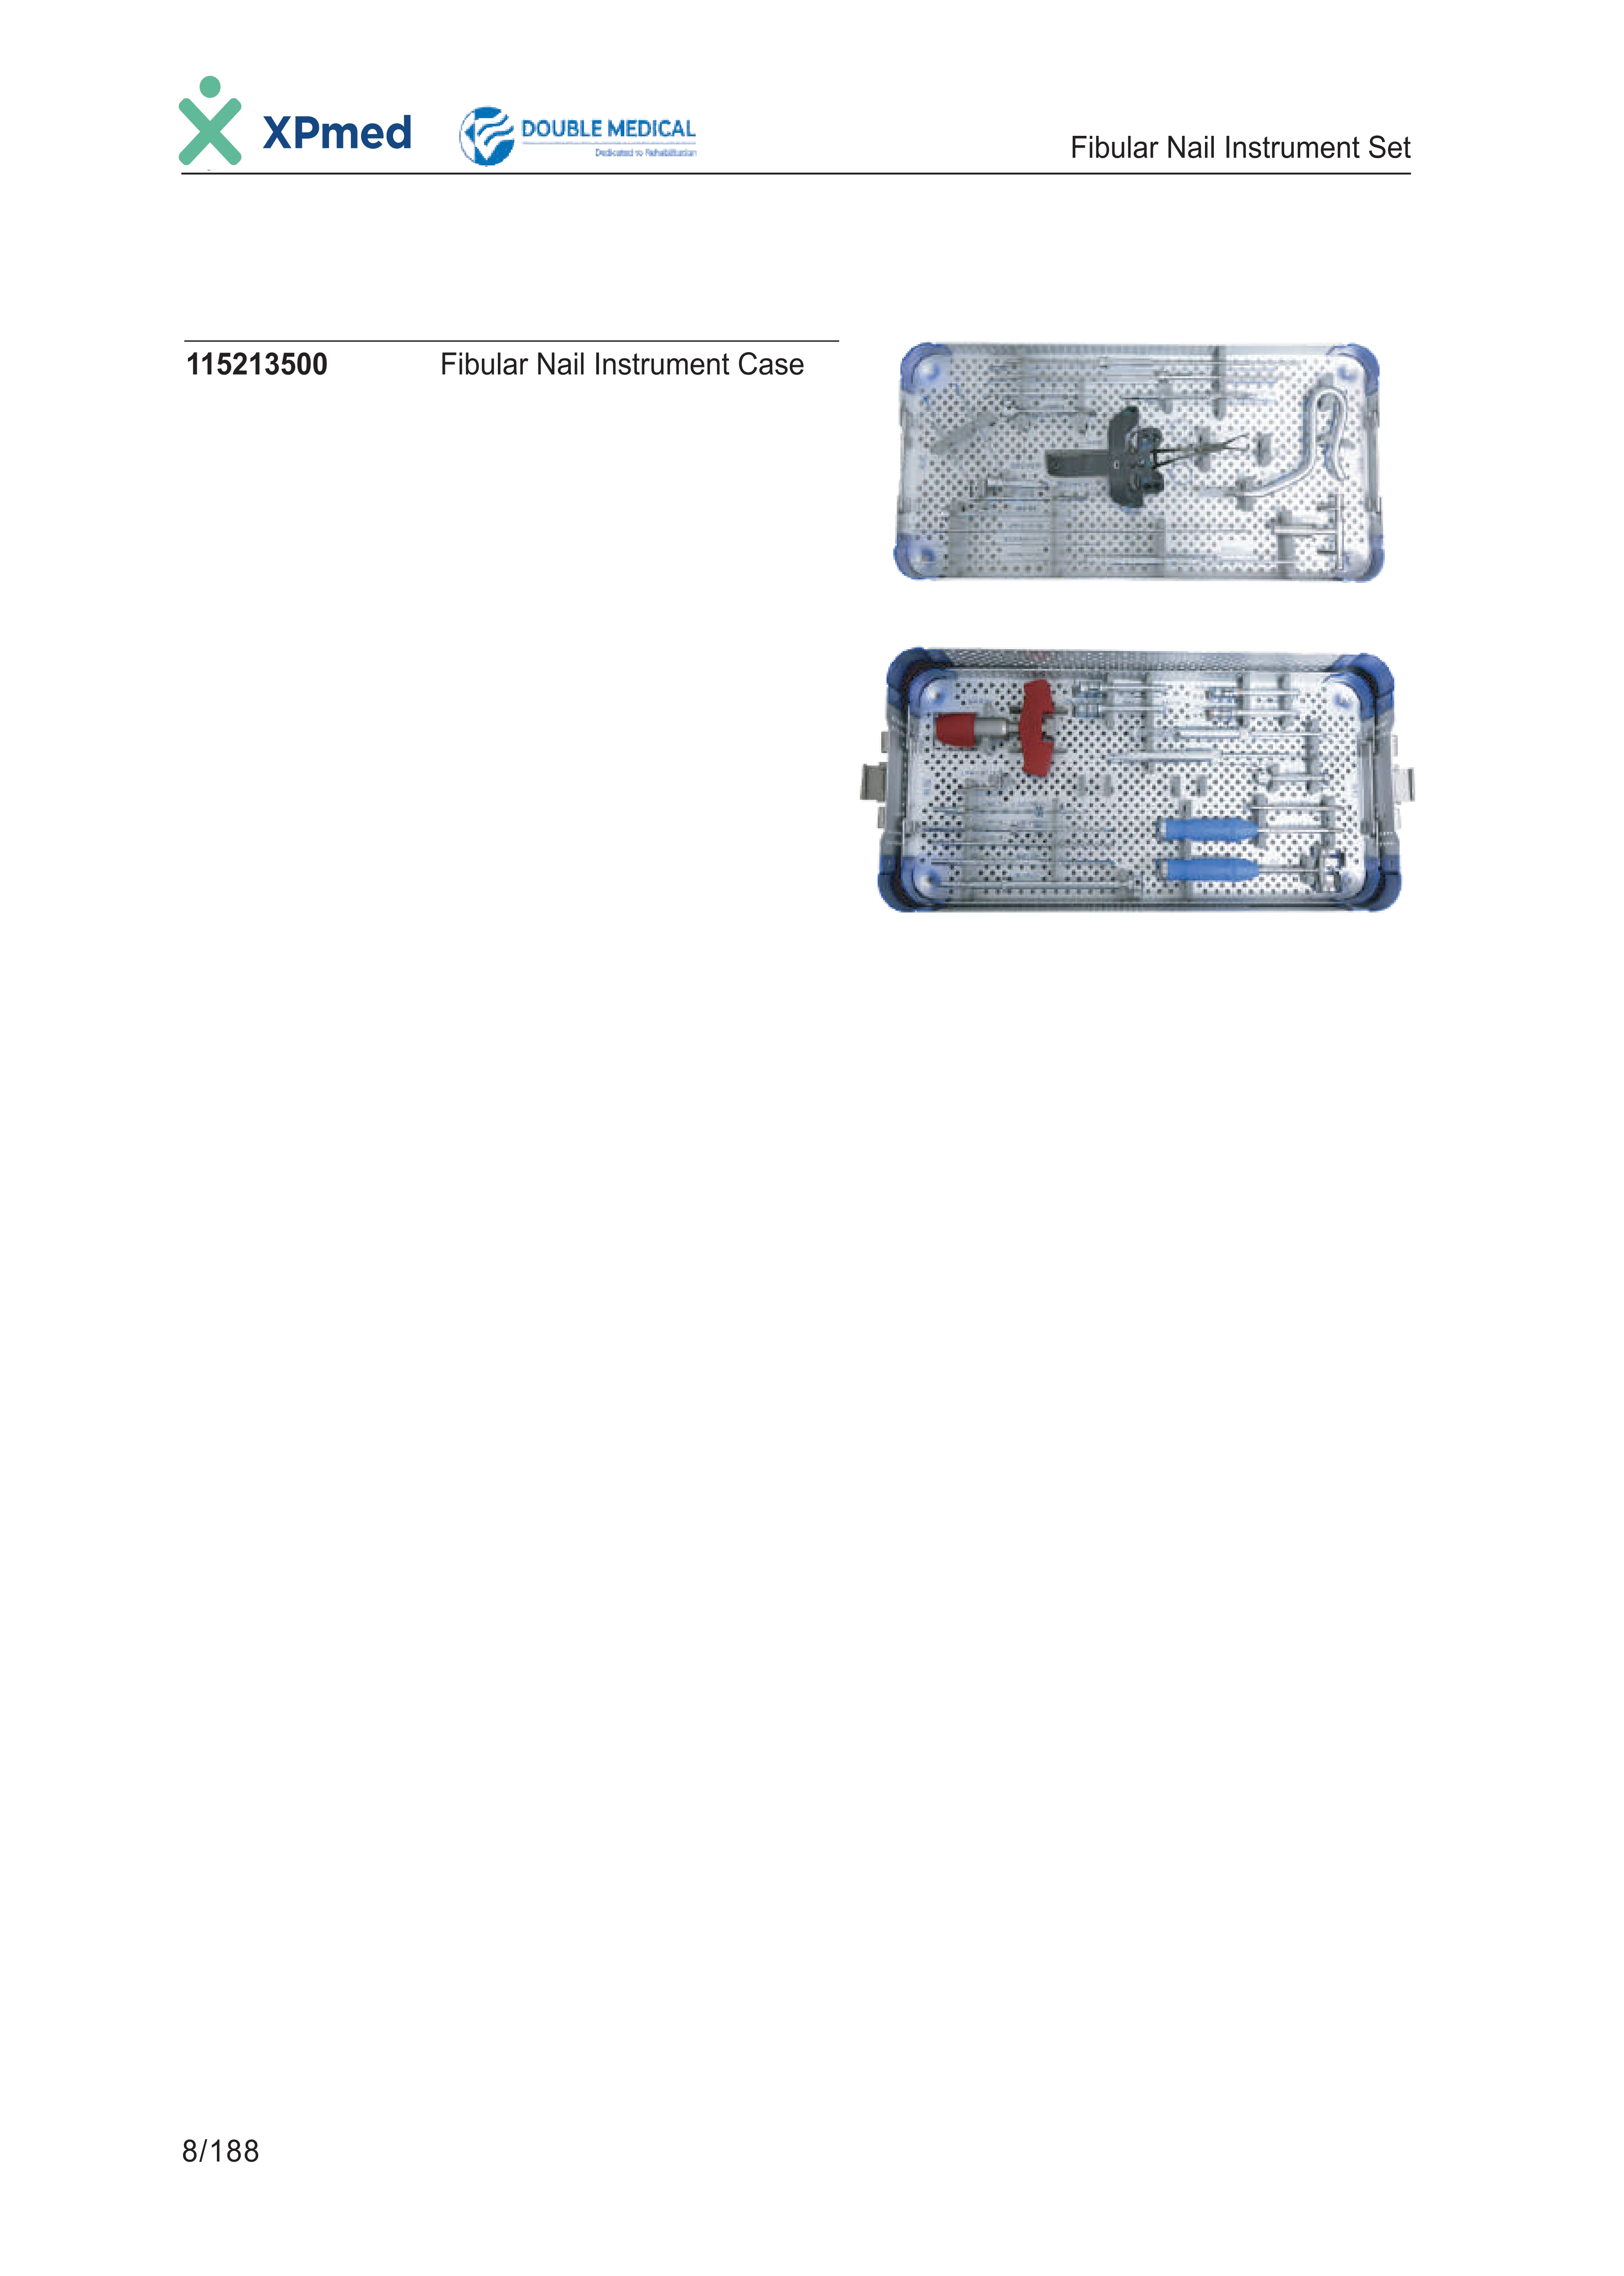 XPmed
DOUBLE MEDICAL
Dedicated to Rehabilitation
Fibular Nail Instrument Set
115213500 Fibular Nail Instrument Case
8/188